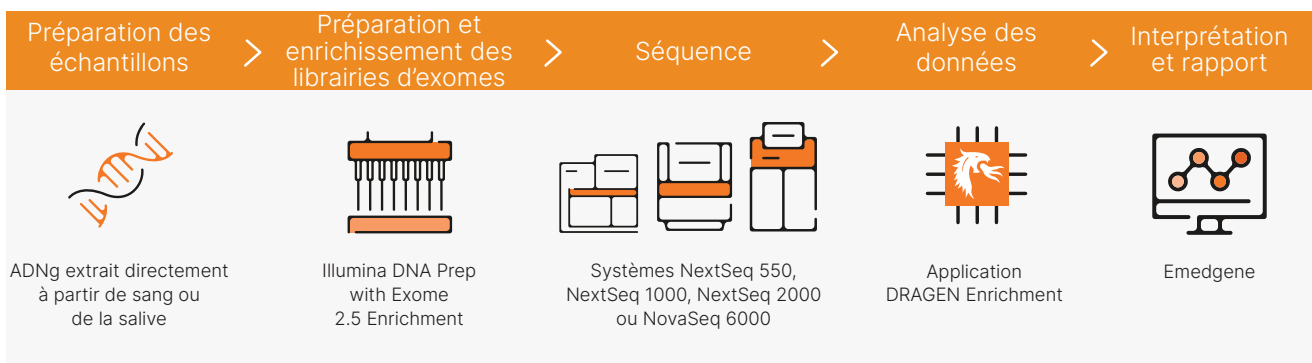 Préparation des
échantillons
Préparation et
enrichissement des
librairies d’exomes
Séquence
Analyse des
données
Interprétation
et rapport
ADNg extrait directement
à partir de sang ou
de la salive
Illumina DNA Prep
with Exome
2.5 Enrichment
Systèmes NextSeq 550,
NextSeq 1000, NextSeq 2000
ou NovaSeq 6000
Application
DRAGEN Enrichment
Emedgene